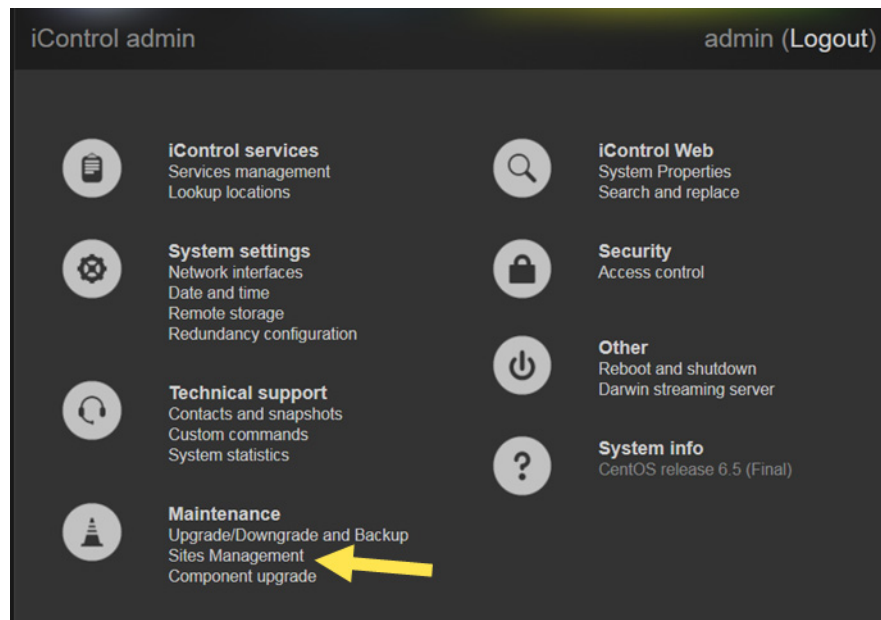 iControl admin
admin (Logout)
iControl services
Services management
Lookup locations
System settings
Network interfaces
Date and time
Remote storage
Redundancy configuration
Technical support
Contacts and snapshots
Custom commands
System statistics
Maintenance
Upgrade/Downgrade and Backup
Sites Management
Component upgrade
iControl Web
System Properties
Search and replace
Security
Access control
Other
Reboot and shutdown
Darwin streaming server
?
System info
CentOS release 6.5 (Final)